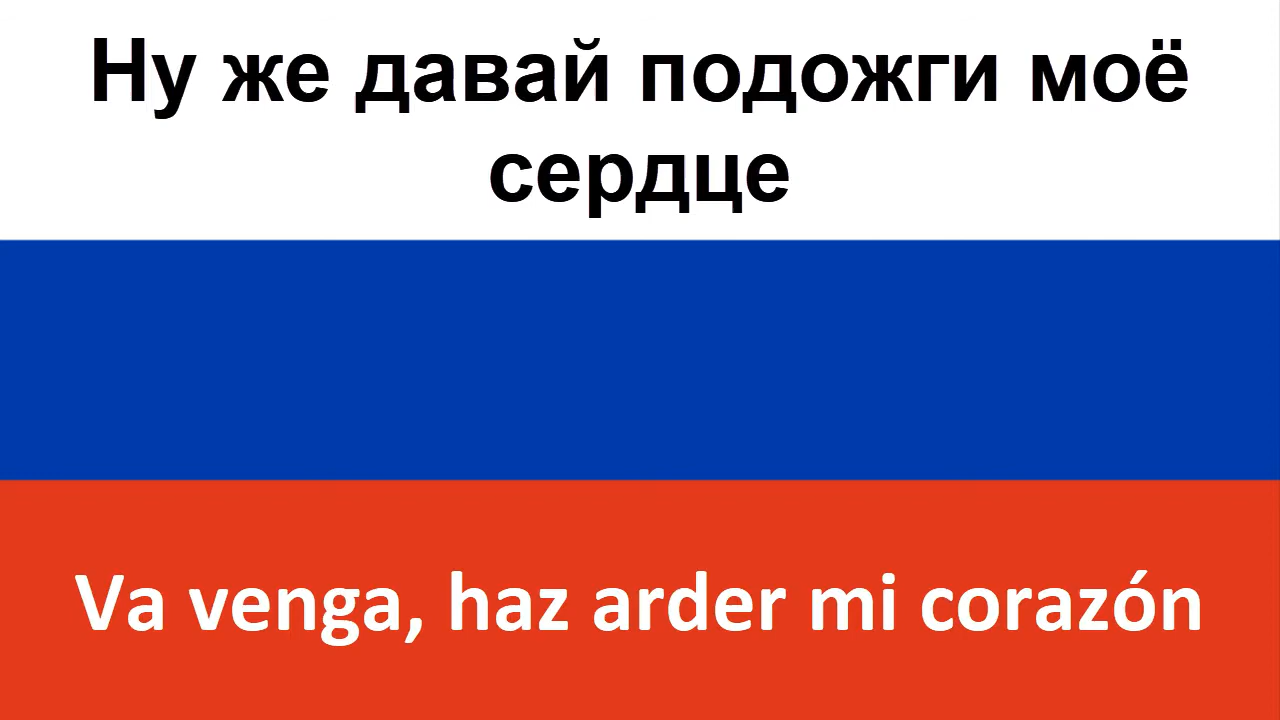 Ну же давай подожги моё
сердце
Va venga, haz arder mi corazón